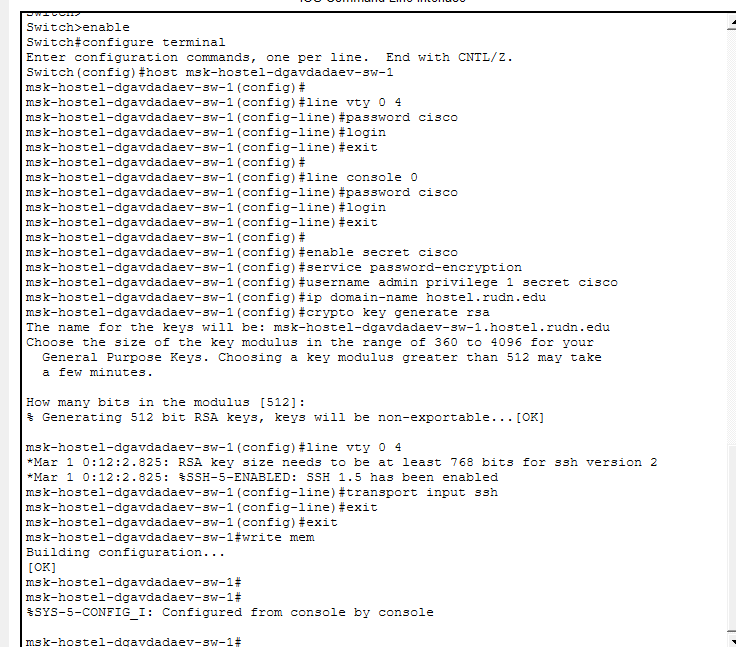 IOS Command Line Interface
Switch>
Switch>enable
Switch#configure terminal
Enter configuration commands, one per line.  End with CNTL/Z.
Switch(config)#host msk-hostel-dgavdadaev-sw-1
msk-hostel-dgavdadaev-sw-1(config)#
msk-hostel-dgavdadaev-sw-1(config)#line vty 0 4
msk-hostel-dgavdadaev-sw-1(config-line)#password cisco
msk-hostel-dgavdadaev-sw-1(config-line)#login
msk-hostel-dgavdadaev-sw-1(config-line)#exit
msk-hostel-dgavdadaev-sw-1(config)#
msk-hostel-dgavdadaev-sw-1(config)#line console 0
msk-hostel-dgavdadaev-sw-1(config-line)#password cisco
msk-hostel-dgavdadaev-sw-1(config-line)#login
msk-hostel-dgavdadaev-sw-1(config-line)#exit
msk-hostel-dgavdadaev-sw-1(config)#
msk-hostel-dgavdadaev-sw-1(config)#enable secret cisco
msk-hostel-dgavdadaev-sw-1(config)#service password-encryption
msk-hostel-dgavdadaev-sw-1(config)#username admin privilege 1 secret cisco
msk-hostel-dgavdadaev-sw-1(config)#ip domain-name hostel.rudn.edu
msk-hostel-dgavdadaev-sw-1(config)#crypto key generate rsa
The name for the keys will be: msk-hostel-dgavdadaev-sw-1.hostel.rudn.edu
Choose the size of the key modulus in the range of 360 to 4096 for your
  General Purpose Keys. Choosing a key modulus greater than 512 may take
  a few minutes.
How many bits in the modulus [512]:
% Generating 512 bit RSA keys, keys will be non-exportable...[OK]
msk-hostel-dgavdadaev-sw-1(config)#line vty 0 4
*Mar 1 0:12:2.825: RSA key size needs to be at least 768 bits for ssh version 2
*Mar 1 0:12:2.825: %SSH-5-ENABLED: SSH 1.5 has been enabled
msk-hostel-dgavdadaev-sw-1(config-line)#transport input ssh
msk-hostel-dgavdadaev-sw-1(config-line)#exit
msk-hostel-dgavdadaev-sw-1(config)#exit
msk-hostel-dgavdadaev-sw-1#write mem
Building configuration...
[OK]
msk-hostel-dgavdadaev-sw-1#
msk-hostel-dgavdadaev-sw-1#
%SYS-5-CONFIG_I: Configured from console by console
msk-hostel-dgavdadaev-sw-1#